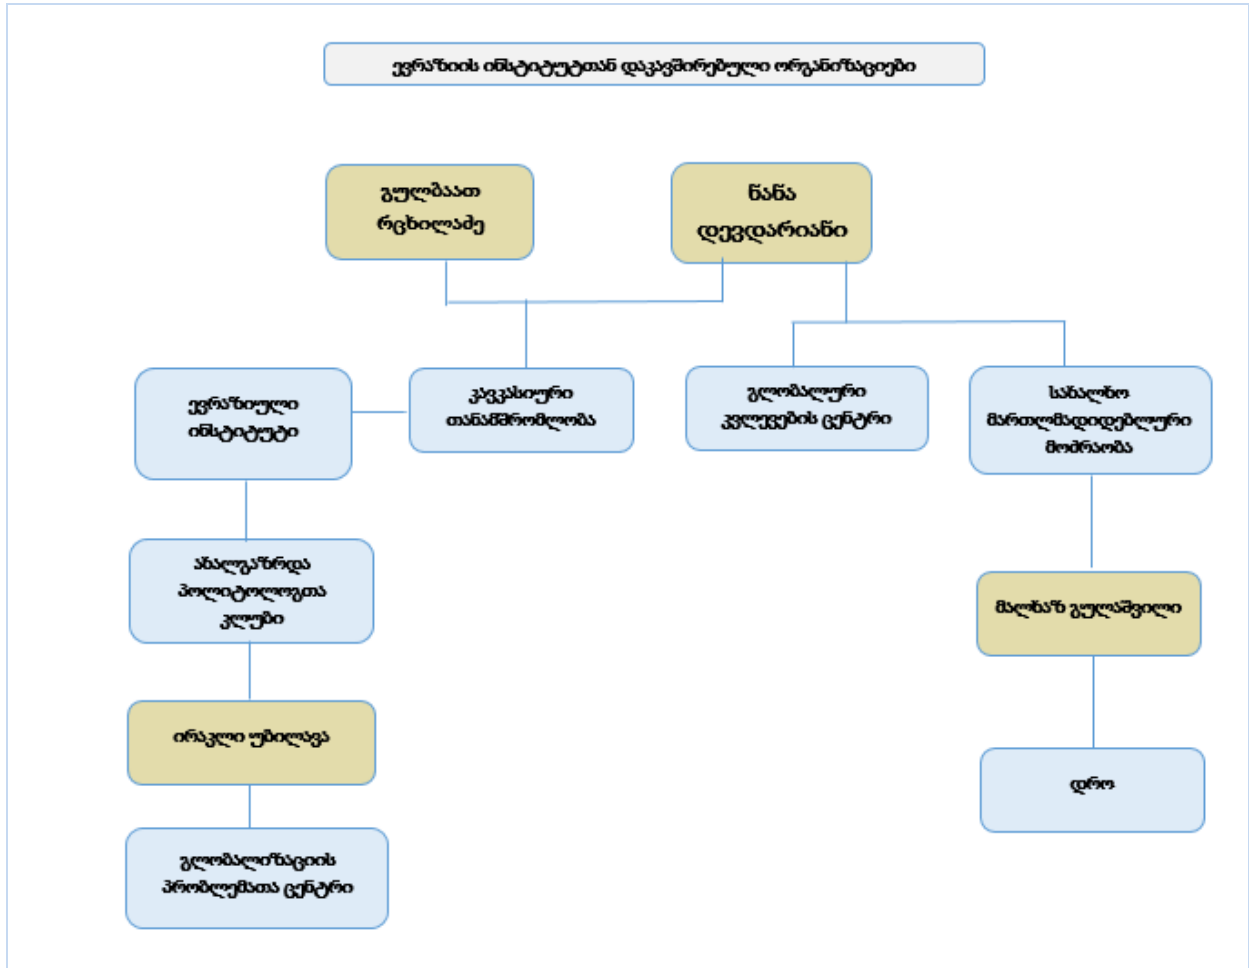 ევრაზიის ინსტიტუტთან დაკავშირებული ორგანიზაციები
გულბაათ
რცხილაძე
ნანა
დევდარიანი
ევრაზიული
ინსტიტუტი
კავკასიური
თანამშრომლობა
გლობალური
კვლევების ცენტრი
სახალხო
მართლმადიდებლური
მოძრაობა
ახალგაზრდა
პოლიტოლოგთა
კლუბი
მალხაზ გულაშვილი
ირაკლი უბილავა
დრო
გლობალიზაციის
პრობლემათა ცენტრი